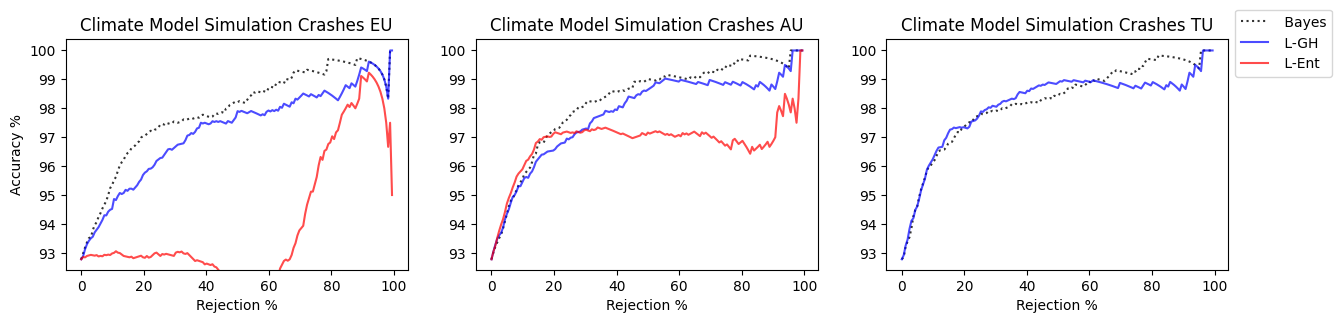 Climate Model Simulation Crashes EU
Accuracy %
100
99
98
97
96
95
94
93
0 20 40 60 80 100
Rejection %
Climate Model Simulation Crashes AU
100
99
98
97
96
95
94
93
0 20 40 60 80 100
Rejection %
Climate Model Simulation Crashes TU
100
99
98
97
96
95
94
93
0 20 40 60 80 100
Rejection %
Bayes
L-GH
L-Ent